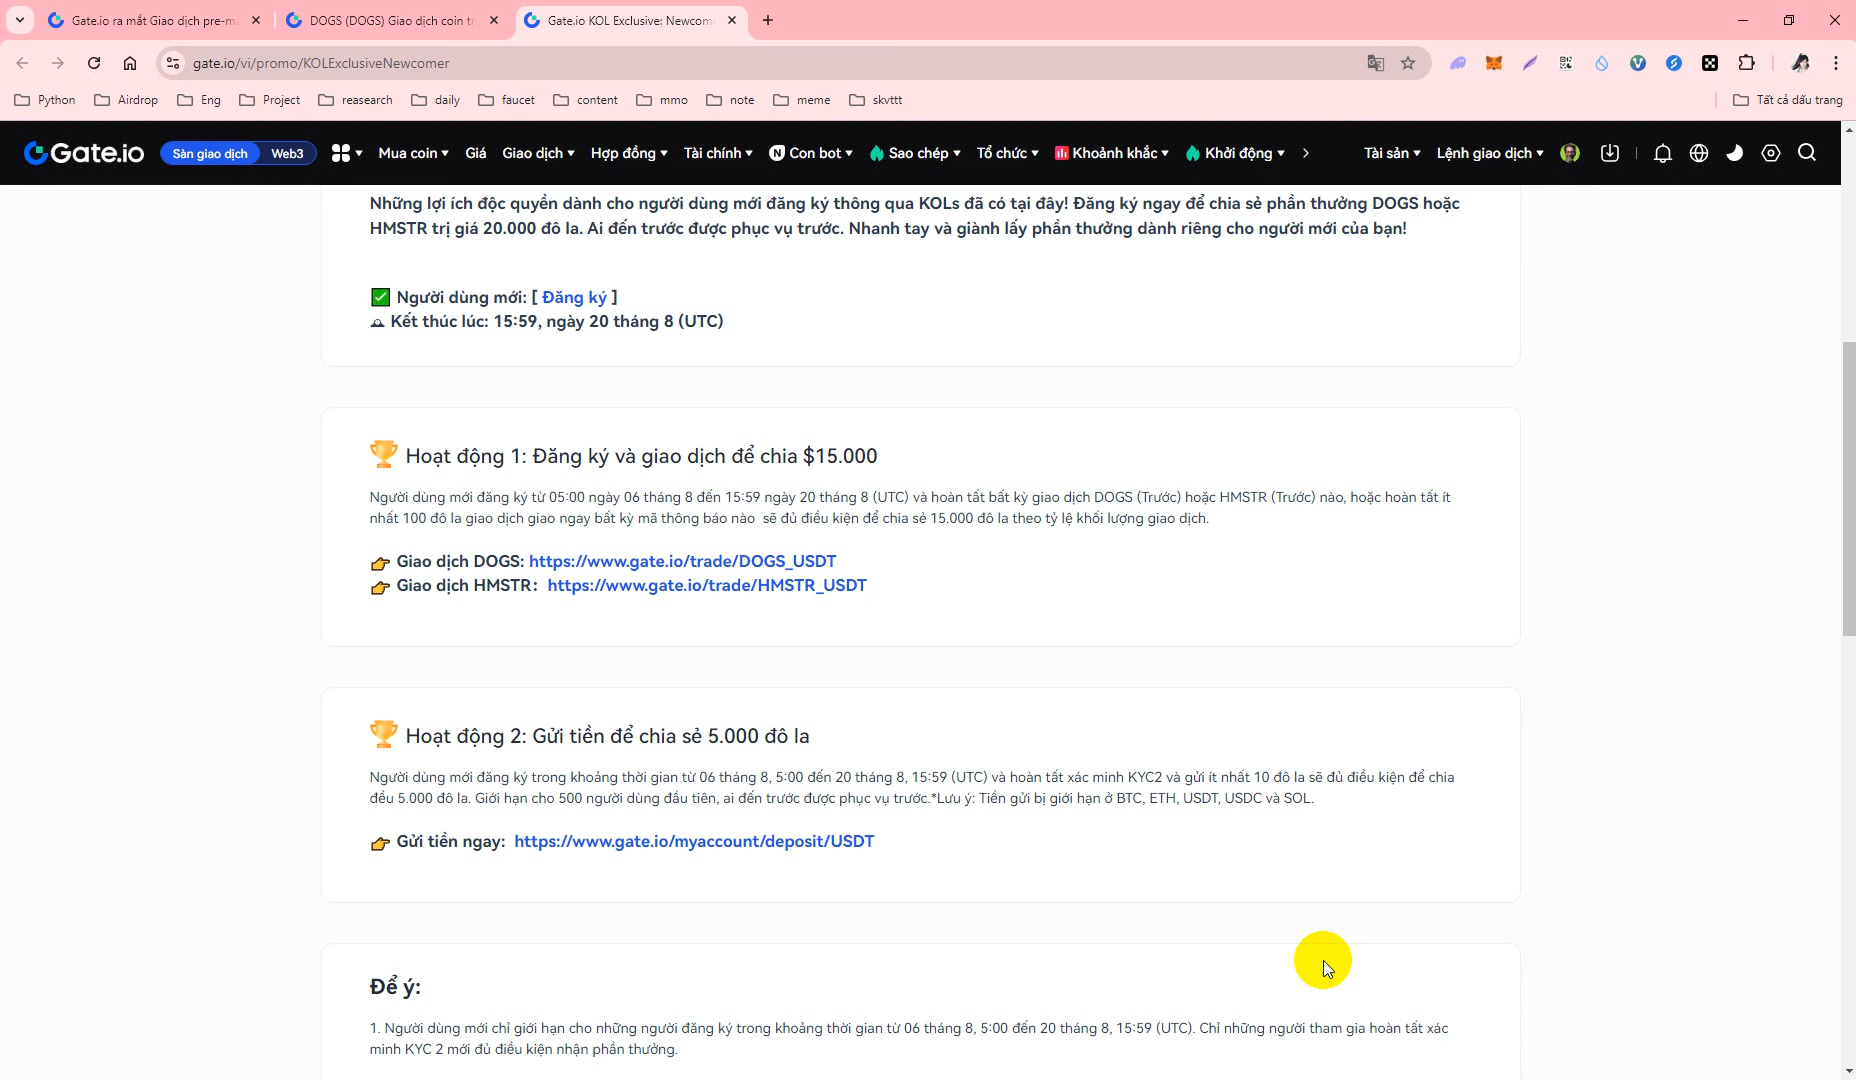 Gate.io ra mắt Giao dịch pre-m
DOGS (DOGS) Giao dịch coin tr
Gate.io KOL Exclusive: Newcom
gate.io/vi/promo/KOLExclusiveNewcomer
Python
Airdrop
Eng
Project
reasearch
daily
faucet
content
mmo
note
meme
skvttt
Tất cả dấu trang
Gate.io
Sàn giao dịch
Web3
Mua coin
Giá
Giao dịch
Hợp đồng
Tài chính
Con bot
Sao chép
Tổ chức
Khoảnh khắc
Khởi động
Tài sản
Lệnh giao dịch
Những lợi ích độc quyền dành cho người dùng mới đăng ký thông qua KOLs đã có tại đây! Đăng ký ngay để chia sẻ phần thưởng DOGS hoặc
HMSTR trị giá 20.000 đô la. Ai đến trước được phục vụ trước. Nhanh tay và giành lấy phần thưởng dành riêng cho người mới của bạn!
✅ Người dùng mới: [ Đăng ký ]
Kết thúc lúc: 15:59, ngày 20 tháng 8 (UTC)
🏆 Hoạt động 1: Đăng ký và giao dịch để chia $15.000
Người dùng mới đăng ký từ 05:00 ngày 06 tháng 8 đến 15:59 ngày 20 tháng 8 (UTC) và hoàn tất bất kỳ giao dịch DOGS (Trước) hoặc HMSTR (Trước) nào, hoặc hoàn tất ít
nhất 100 đô la giao dịch giao ngay bất kỳ mã thông báo nào sẽ đủ điều kiện để chia sẻ 15.000 đô la theo tỷ lệ khối lượng giao dịch.
👉 Giao dịch DOGS: https://www.gate.io/trade/DOGS_USDT
👉 Giao dịch HMSTR: https://www.gate.io/trade/HMSTR_USDT
🏆 Hoạt động 2: Gửi tiền để chia sẻ 5.000 đô la
Người dùng mới đăng ký trong khoảng thời gian từ 06 tháng 8, 5:00 đến 20 tháng 8, 15:59 (UTC) và hoàn tất xác minh KYC2 và gửi ít nhất 10 đô la sẽ đủ điều kiện để chia
đều 5.000 đô la. Giới hạn cho 500 người dùng đầu tiên, ai đến trước được phục vụ trước.*Lưu ý: Tiền gửi bị giới hạn ở BTC, ETH, USDT, USDC và SOL.
👉 Gửi tiền ngay: https://www.gate.io/myaccount/deposit/USDT
Để ý:
1. Người dùng mới chỉ giới hạn cho những người đăng ký trong khoảng thời gian từ 06 tháng 8, 5:00 đến 20 tháng 8, 15:59 (UTC). Chỉ những người tham gia hoàn tất xác
minh KYC 2 mới đủ điều kiện nhận phần thưởng.